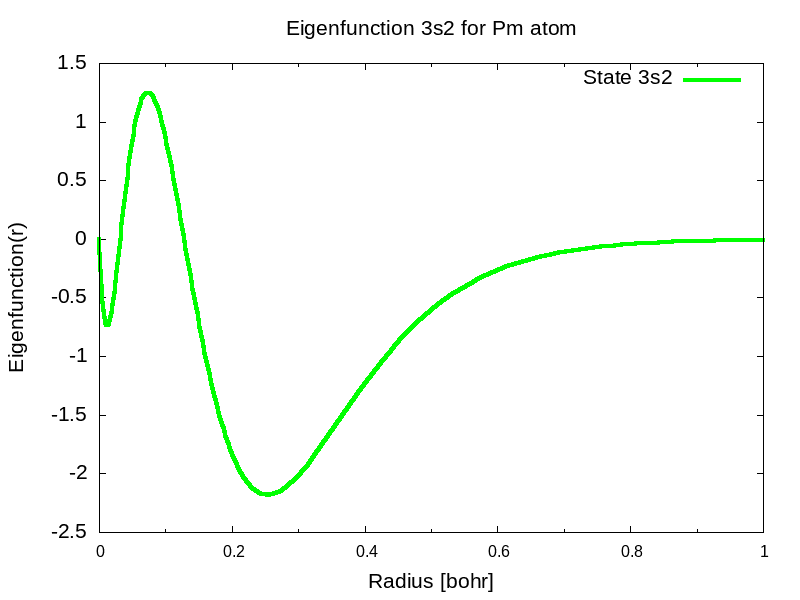 Eigenfunction 3s2 for Pm atom
State 3s2
Eigenfunction(r)
1.5
1
0.5
0
-0.5
-1
-1.5
-2
-2.5
0 0.2 0.4 0.6 0.8 1
Radius [bohr]